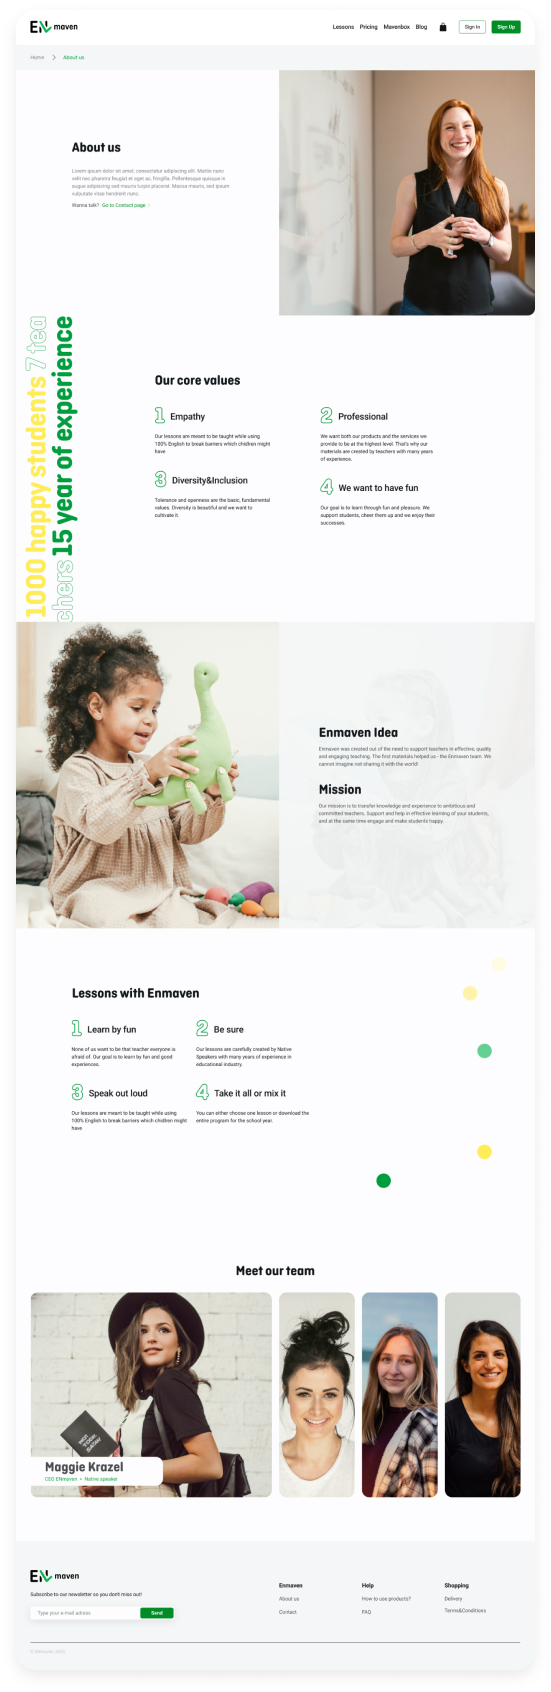 EN maven
Lessons Pricing Mavenbox Blog Sign In Sign Up
Home About us
About us
Lorem ipsum dolor sit amet, consectetur adipiscing elit. Mattis nunc
velit nec pharetra feugiat et eget ac, fringilla. Pellentesque quisque in
augue adipiscing sed mauris turpis placerat. Massa mauris, sed ipsum
vulputate vitae hendrerit nunc.
Wanna talk? Go to Contact page
1000 happy students 7 tea
chers 15 year of experience
Our core values
1 Empathy
Our lessons are meant to be taught while using
100% English to break barriers which chidlren might
have
2 Professional
We want both our products and the services we
provide to be at the highest level. That's why our
materials are created by teachers with many years
of experience.
3 Diversity&Inclusion
Tolerance and openness are the basic, fundamental
values. Diversity is beautiful and we want to
cultivate it.
4 We want to have fun
Our goal is to learn through fun and pleasure. We
support students, cheer them up and we enjoy their
successes.
Enmaven Idea
Enmaven was created out of the need to support teachers in effective, quality
and engaging teaching. The first materials helped us - the Enmaven team. We
cannot imagine not sharing it with the world!
Mission
Our mission is to transfer knowledge and experience to ambitious and
committed teachers. Support and help in effective learning of your students,
and at the same time engage and make students happy.
Lessons with Enmaven
1 Learn by fun
None of us want to be that teacher everyone is
afraid of. Our goal is to learn by fun and good
experiences.
2 Be sure
Our lessons are carefully created by Native
Speakers with many years of experience in
educational industry.
3 Speak out loud
Our lessons are meant to be taught while using
100% English to break barriers which chidlren might
have
4 Take it all or mix it
You can either choose one lesson or download the
entire program for the school year.
Meet our team
Maggie Krazel
CEO ENmaven • Native speaker
EN maven
Subscribe to our newsletter so you don't miss out!
Type your e-mail adress Send
Enmaven
About us
Contact
Help
How to use products?
FAQ
Shopping
Delivery
Terms&Conditions